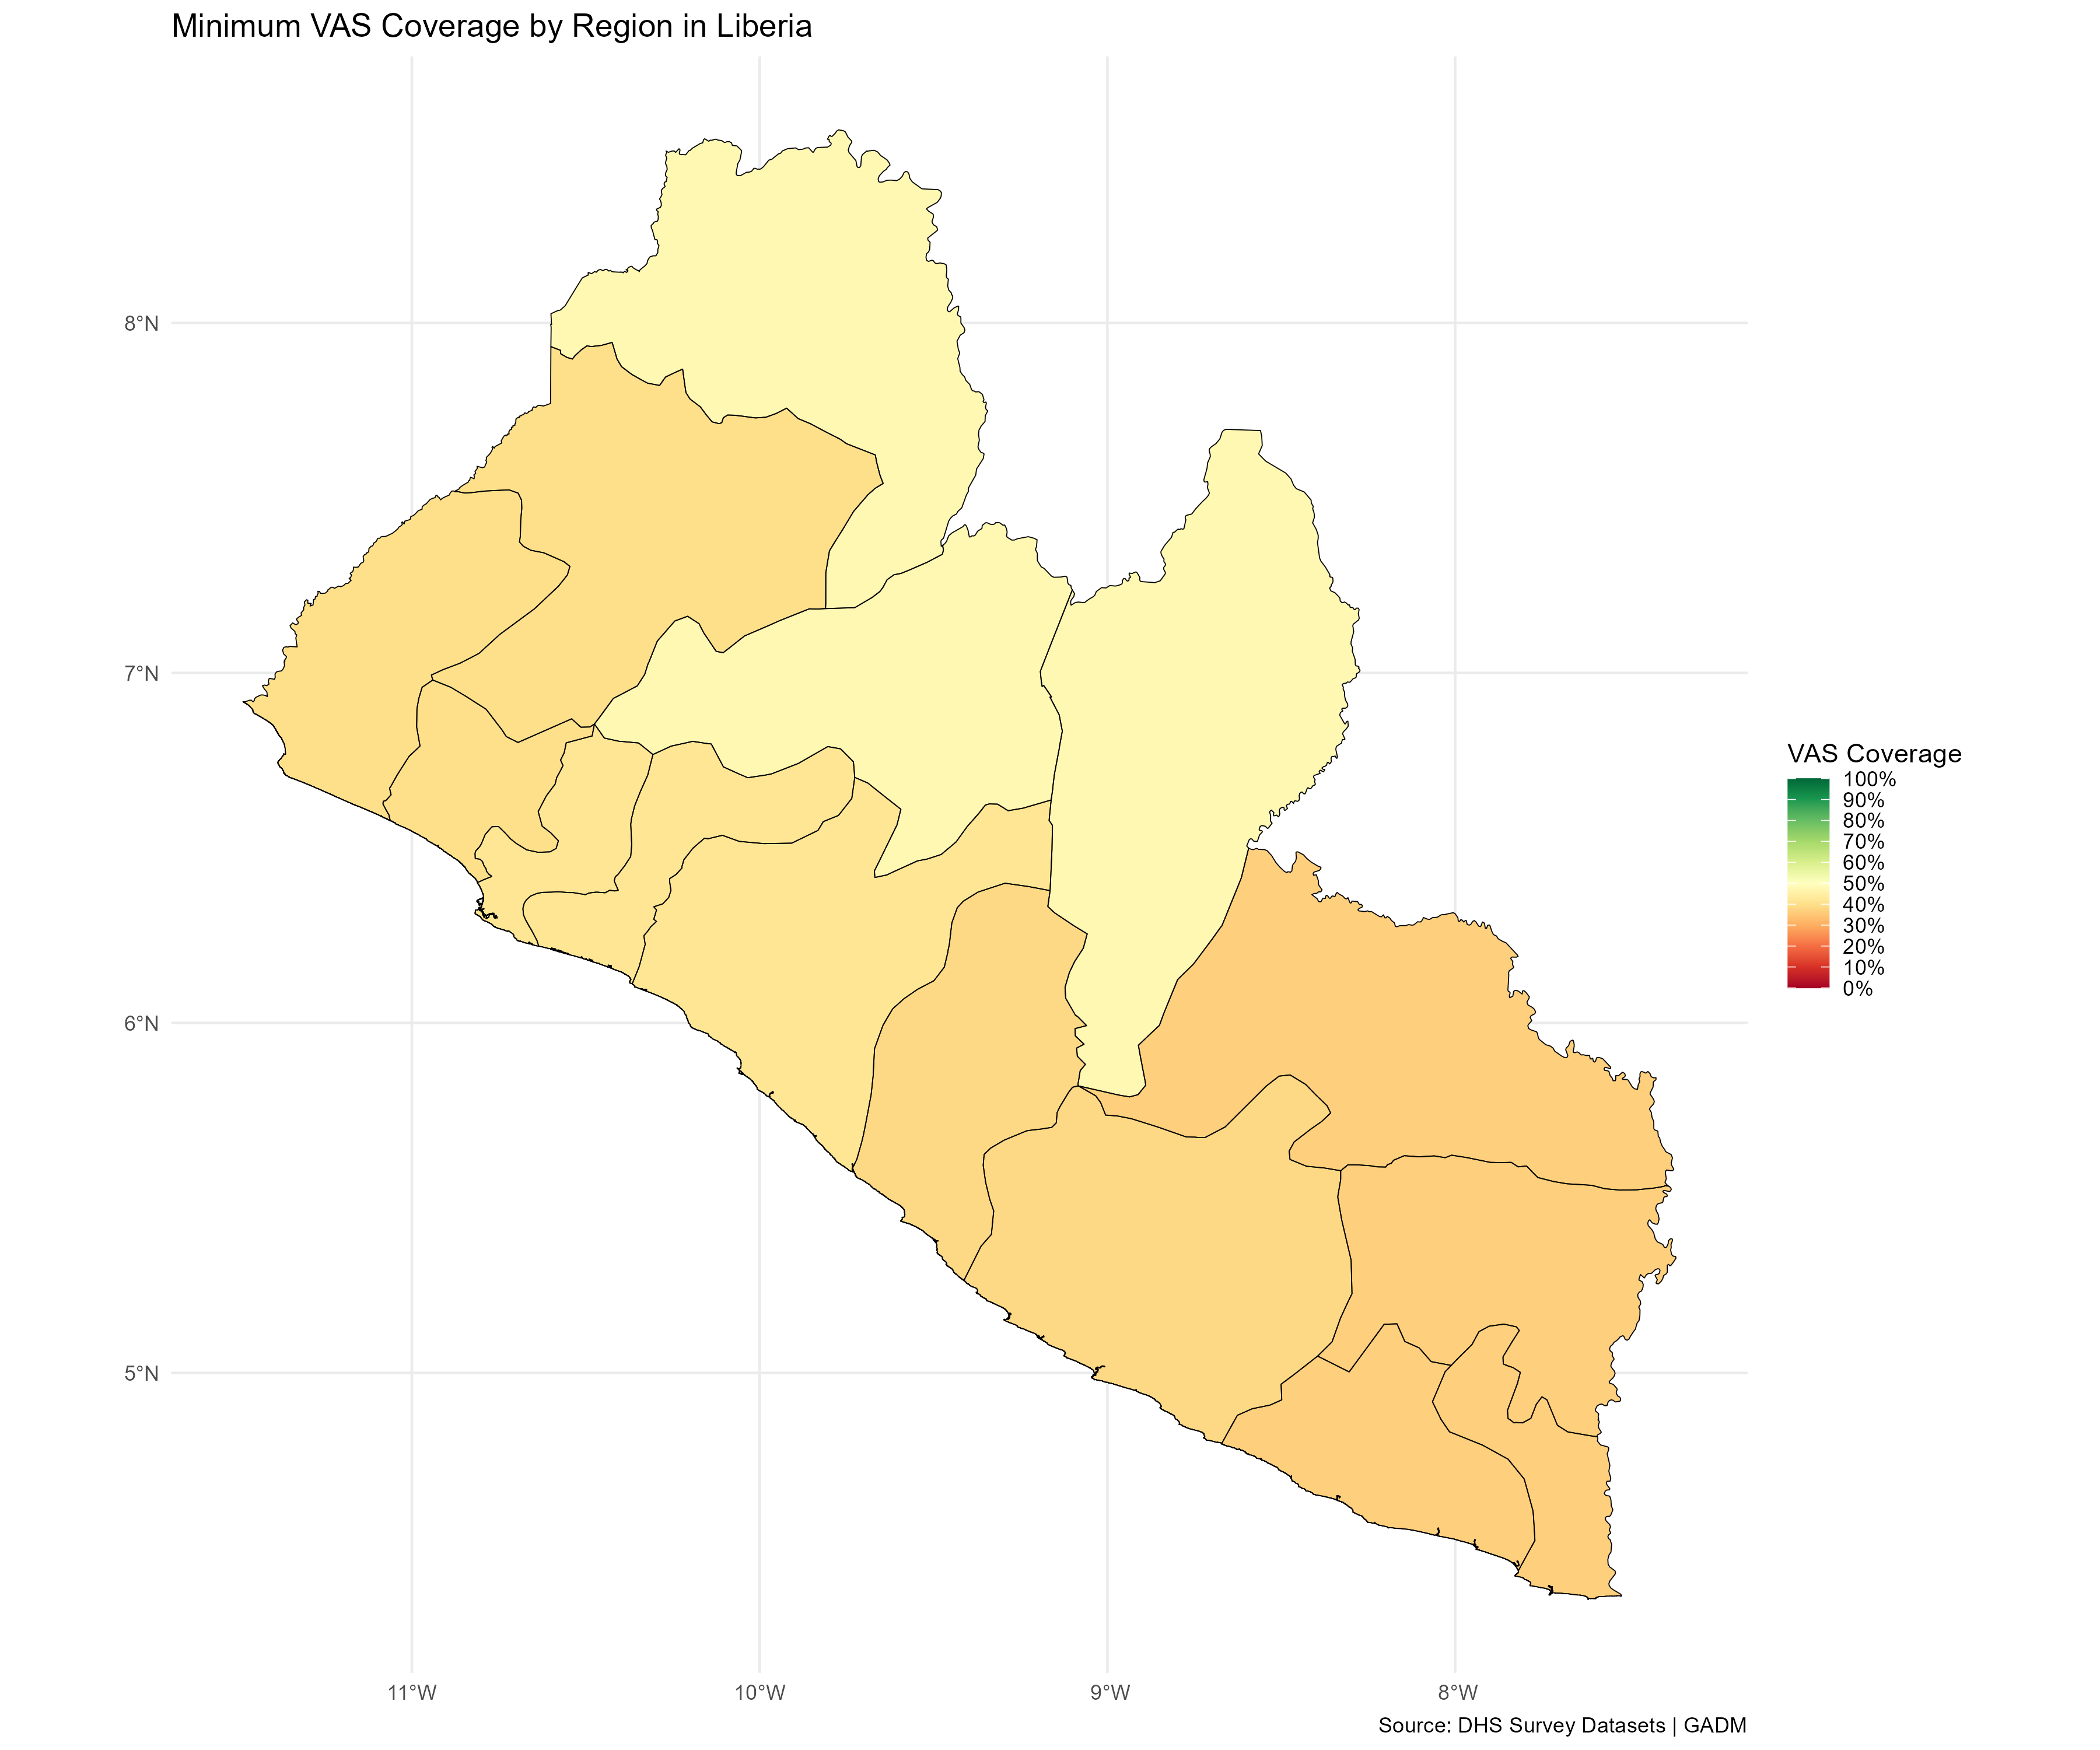 Minimum VAS Coverage by Region in Liberia
8°N
7°N
6°N
5°N
11°W
10°W
9°W
8°W
VAS Coverage
100%
90%
80%
70%
60%
50%
40%
30%
20%
10%
0%
Source: DHS Survey Datasets | GADM